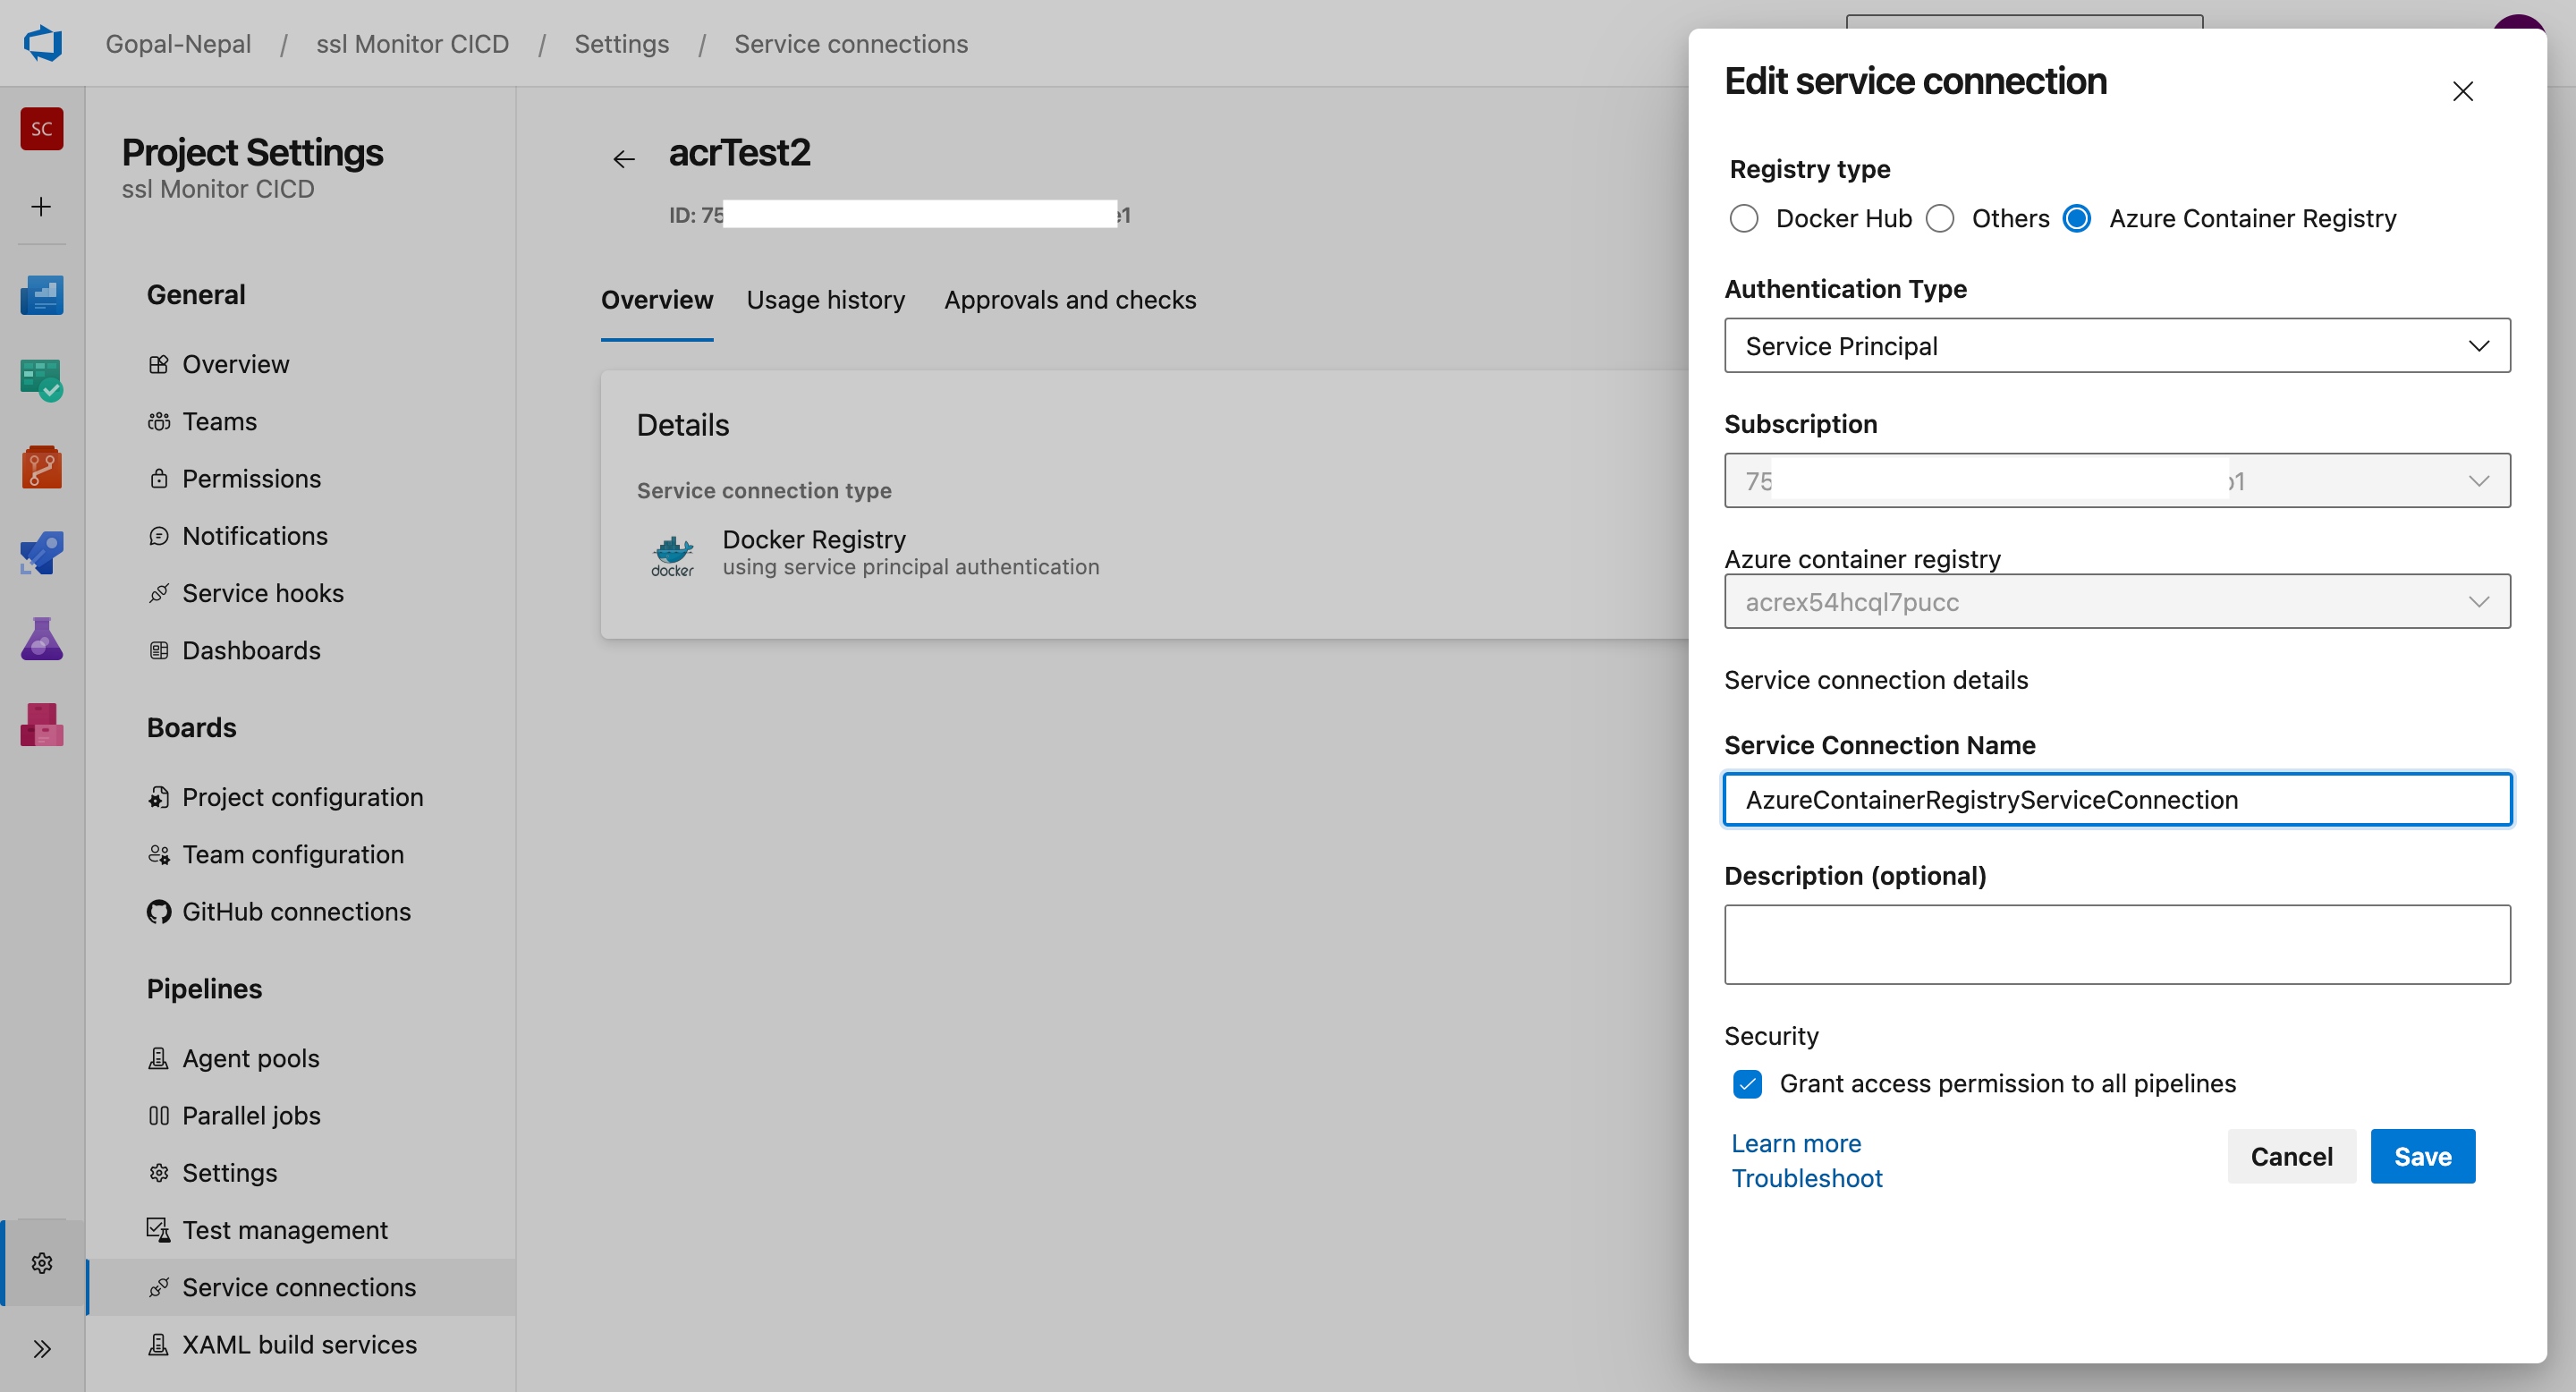 Gopal-Nepal / ssl Monitor CICD / Settings / Service connections
SC
Project Settings
ssl Monitor CICD
General
Overview
Teams
Permissions
Notifications
Service hooks
Dashboards
Boards
Project configuration
Team configuration
GitHub connections
Pipelines
Agent pools
Parallel jobs
Settings
Test management
Service connections
XAML build services
acrTest2
ID: 75
1
Overview Usage history Approvals and checks
Details
Service connection type
docker
Docker Registry
using service principal authentication
Edit service connection
Registry type
Docker Hub Others Azure Container Registry
Authentication Type
Service Principal
Subscription
75
1
Azure container registry
acrex54hcql7pucc
Service connection details
Service Connection Name
AzureContainerRegistryServiceConnection
Description (optional)
Security
Grant access permission to all pipelines
Learn more
Troubleshoot
Cancel Save